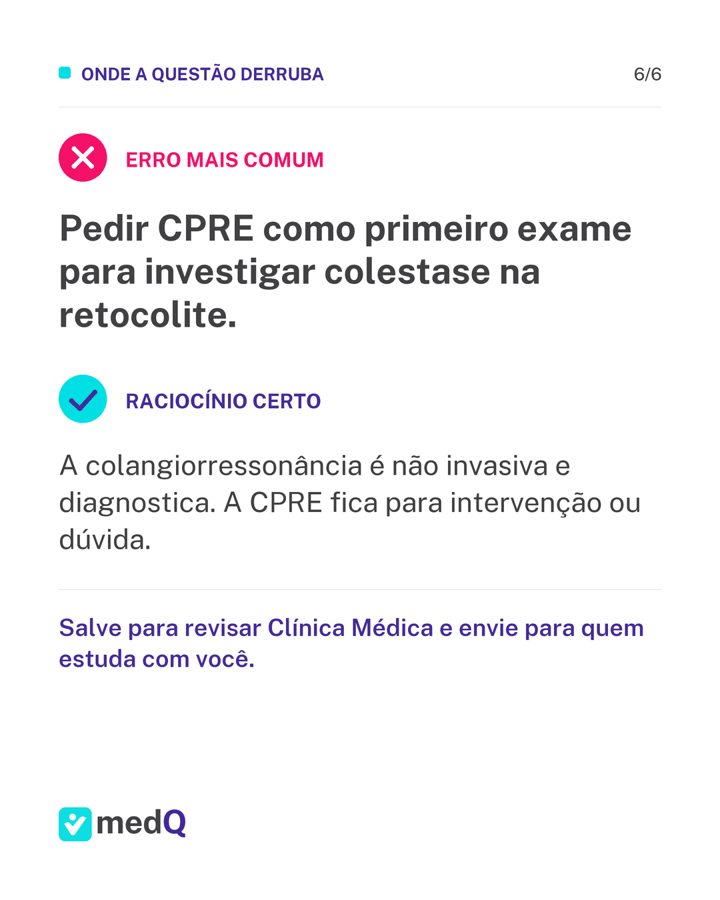 ONDE A QUESTÃO DERRUBA
6/6
ERRO MAIS COMUM
Pedir CPRE como primeiro exame
para investigar colestase na
retocolite.
RACIOCÍNIO CERTO
A colangiorressonância é não invasiva e
diagnostica. A CPRE fica para intervenção ou
dúvida.
Salve para revisar Clínica Médica e envie para quem
estuda com você.
medQ